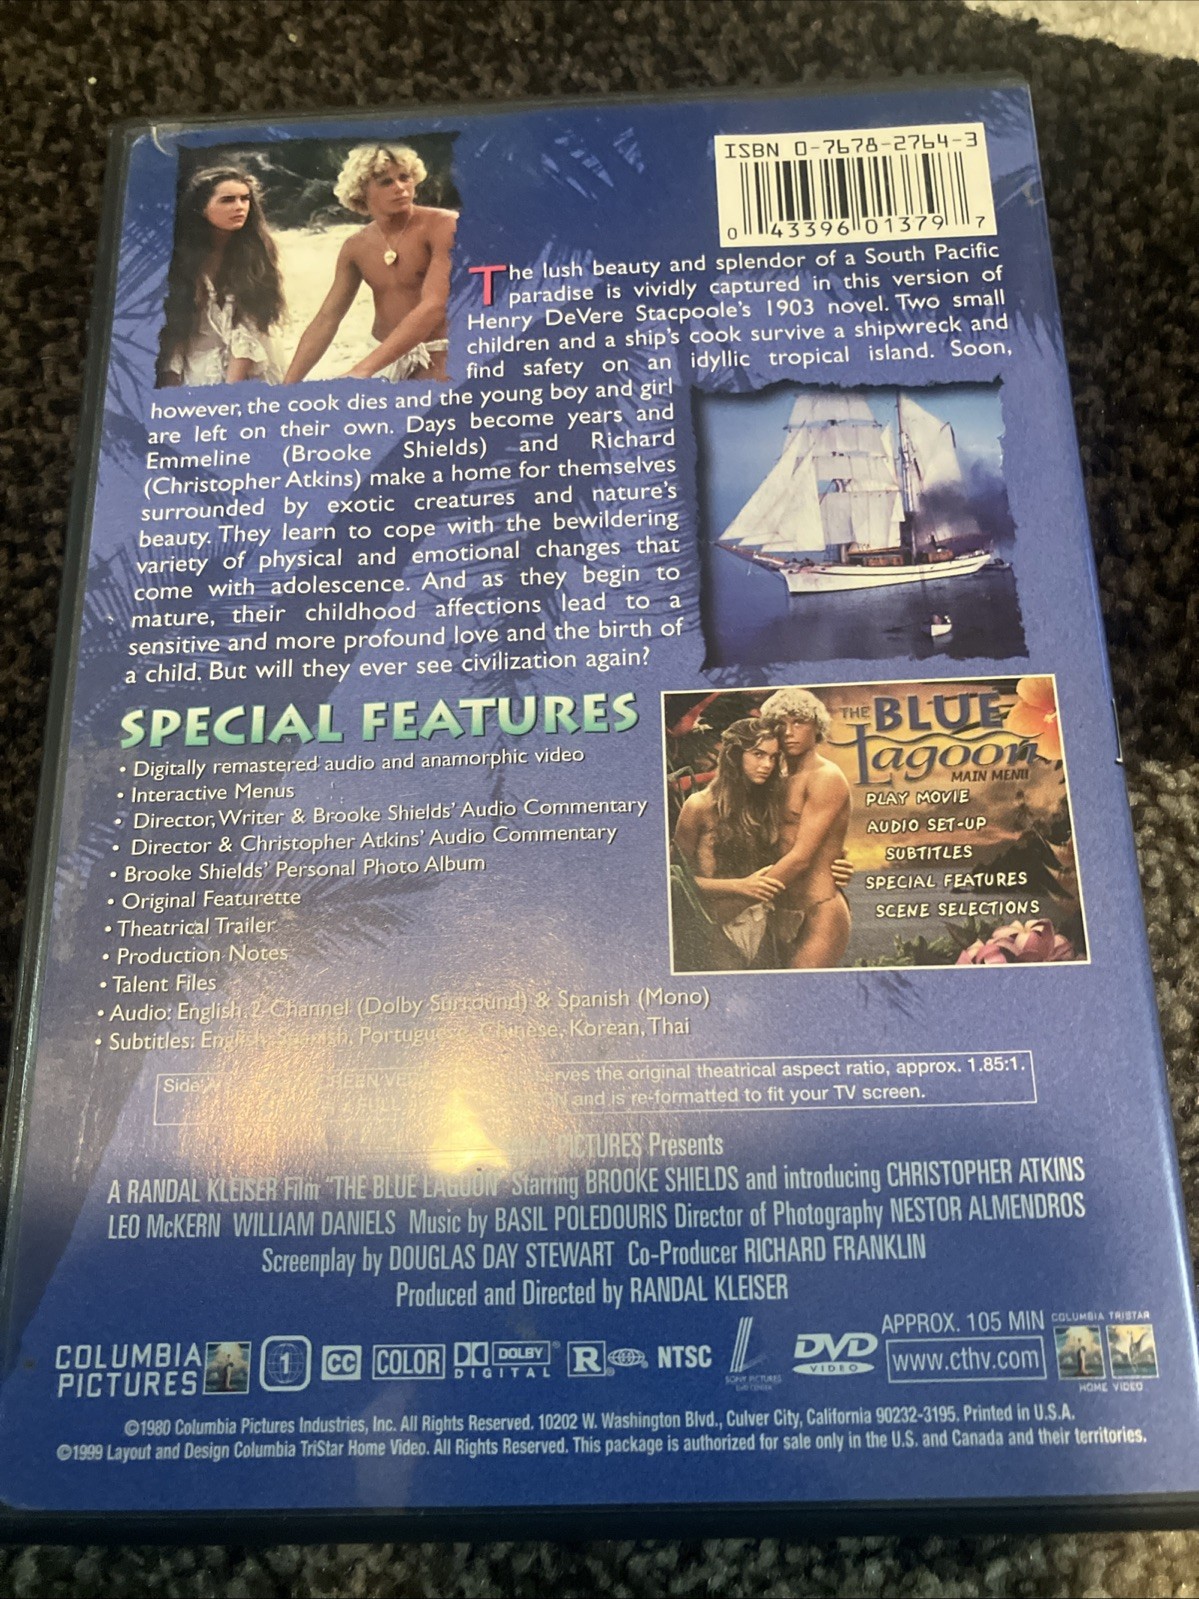 ISBN 0-7678-2764-3
0 43396 01379 7
The lush beauty and splendor of a South Pacific
paradise is vividly captured in this version of
Henry DeVere Stacpoole's 1903 novel. Two small
children and a ship's cook survive a shipwreck and
find safety on an idyllic tropical island. Soon,
however, the cook dies and the young boy and girl
are left on their own. Days become years and
Emmeline (Brooke Shields) and Richard
(Christopher Atkins) make a home for themselves
surrounded by exotic creatures and nature's
beauty. They learn to cope with the bewildering
variety of physical and emotional changes that
come with adolescence. And as they begin to
mature, their childhood affections lead to a
sensitive and more profound love and the birth of
a child. But will they ever see civilization again?
SPECIAL FEATURES
• Digitally remastered audio and anamorphic video
• Interactive Menus
• Director, Writer & Brooke Shields' Audio Commentary
• Director & Christopher Atkins' Audio Commentary
• Brooke Shields' Personal Photo Album
• Original Featurette
• Theatrical Trailer
• Production Notes
• Talent Files
• Audio: English 2-Channel (Dolby Surround) & Spanish (Mono)
• Subtitles: English, Spanish, Portuguese, Chinese, Korean, Thai
THE BLUE
Lagoon
MAIN MENU
PLAY MOVIE
AUDIO SET-UP
SUBTITLES
SPECIAL FEATURES
SCENE SELECTIONS
Side the original theatrical aspect ratio, approx. 1.85:1.
and is re-formatted to fit your TV screen.
PICTURES Presents
A RANDAL KLEISER Film "THE BLUE LAGOON" Starring BROOKE SHIELDS and introducing CHRISTOPHER ATKINS
LEO McKERN WILLIAM DANIELS Music by BASIL POLEDOURIS Director of Photography NESTOR ALMENDROS
Screenplay by DOUGLAS DAY STEWART Co-Producer RICHARD FRANKLIN
Produced and Directed by RANDAL KLEISER
COLUMBIA
PICTURES
1
CC
COLOR
DOLBY
DIGITAL
R
NTSC
SONY PICTURES
DVD CENTER
DVD
VIDEO
APPROX. 105 MIN
www.cthv.com
COLUMBIA TRISTAR
HOME VIDEO
©1980 Columbia Pictures Industries, Inc. All Rights Reserved. 10202 W. Washington Blvd., Culver City, California 90232-3195. Printed in U.S.A.
©1999 Layout and Design Columbia TriStar Home Video. All Rights Reserved. This package is authorized for sale only in the U.S. and Canada and their territories.